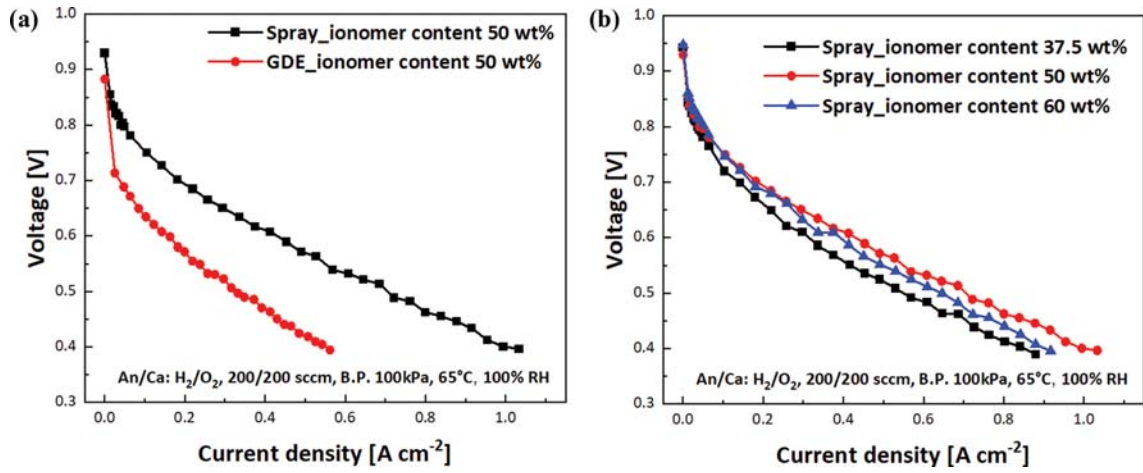 (a)
Spray_ionomer content 50 wt%
GDE_ionomer content 50 wt%
Voltage [V]
1.0
0.9
0.8
0.7
0.6
0.5
0.4
0.3
An/Ca: H₂/O₂, 200/200 sccm, B.P. 100kPa, 65°C, 100% RH
0.0 0.2 0.4 0.6 0.8 1.0
Current density [A cm⁻²]
(b)
Spray_ionomer content 37.5 wt%
Spray_ionomer content 50 wt%
Spray_ionomer content 60 wt%
Voltage [V]
1.0
0.9
0.8
0.7
0.6
0.5
0.4
0.3
An/Ca: H₂/O₂, 200/200 sccm, B.P. 100kPa, 65°C, 100% RH
0.0 0.2 0.4 0.6 0.8 1.0
Current density [A cm⁻²]